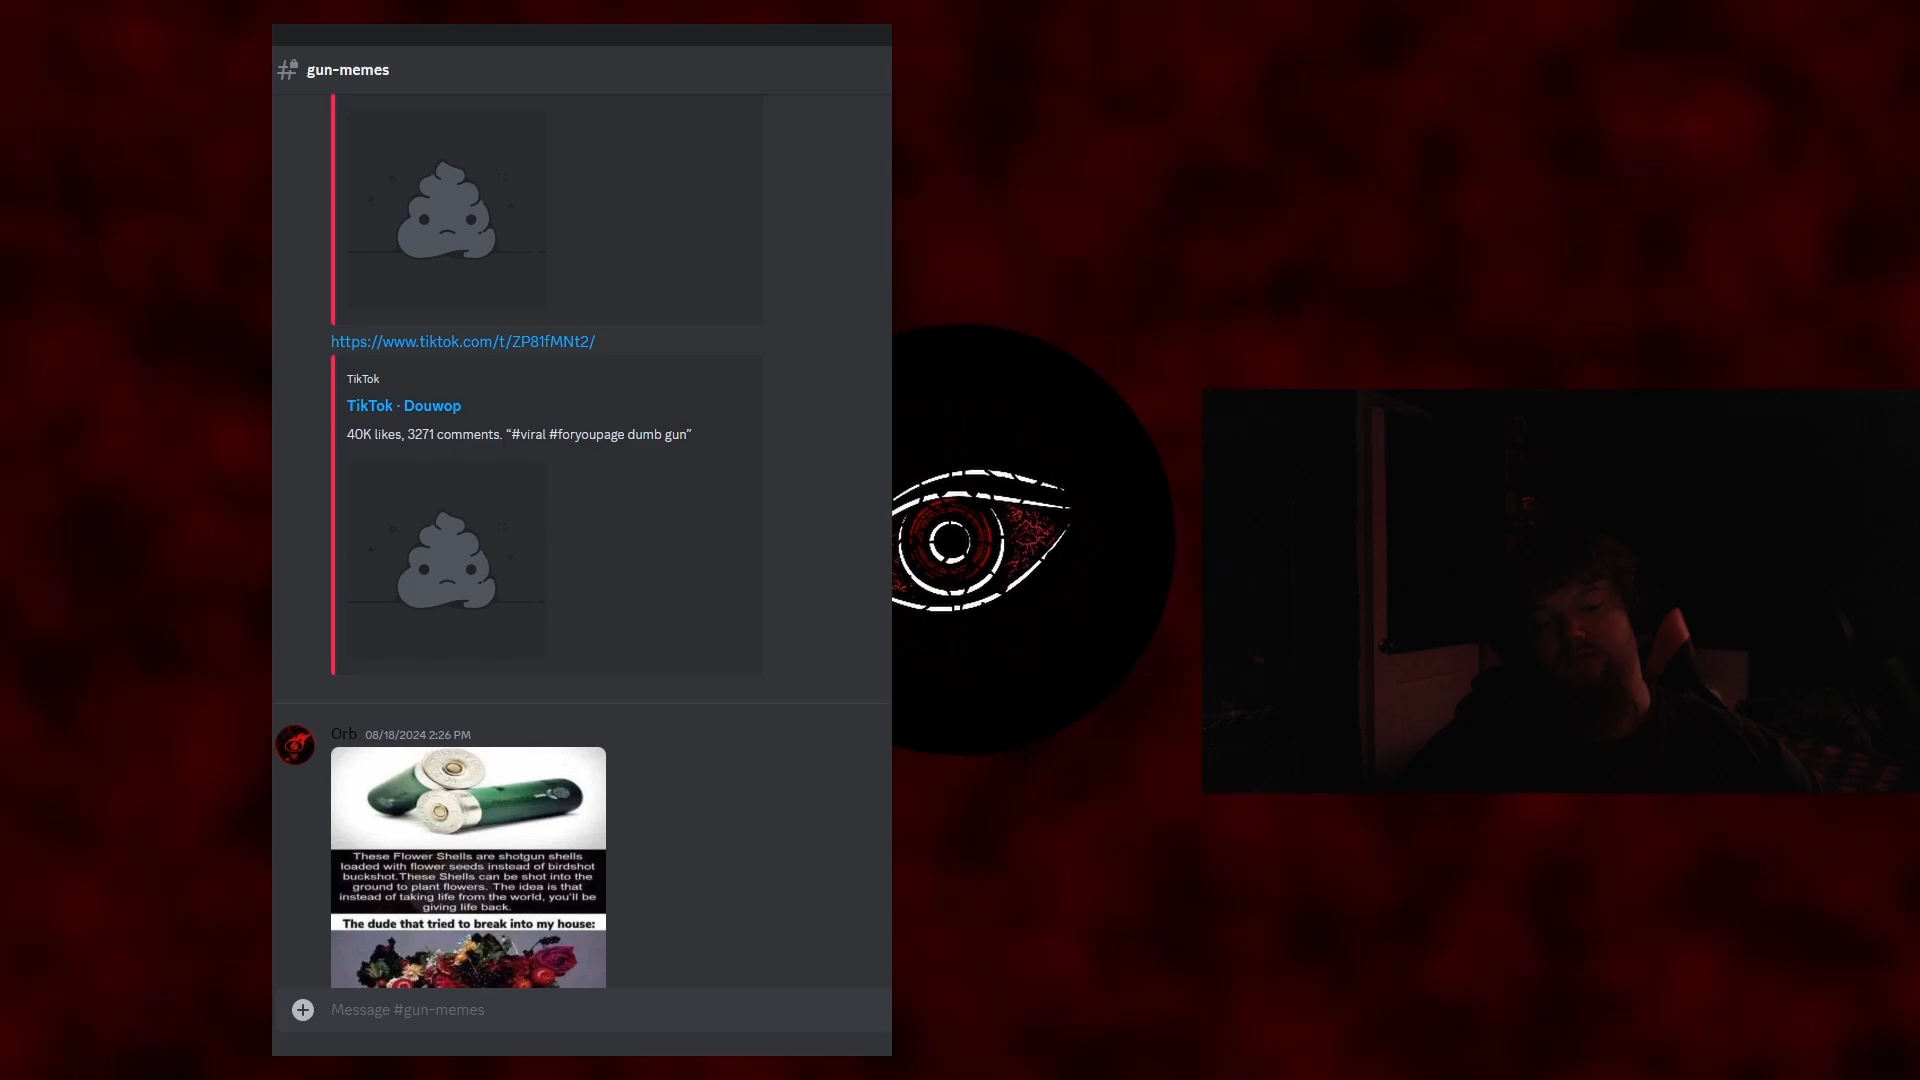 gun-memes
https://www.tiktok.com/t/ZP81fMNt2/
TikTok
TikTok · Douwop
40K likes, 3271 comments. “#viral #foryoupage dumb gun”
Orb 08/18/2024 2:26 PM
These Flower Shells are shotgun shells
loaded with flower seeds instead of birdshot
buckshot.These Shells can be shot into the
ground to plant flowers. The idea is that
instead of taking life from the world, you'll be
giving life back.
The dude that tried to break into my house:
Message #gun-memes